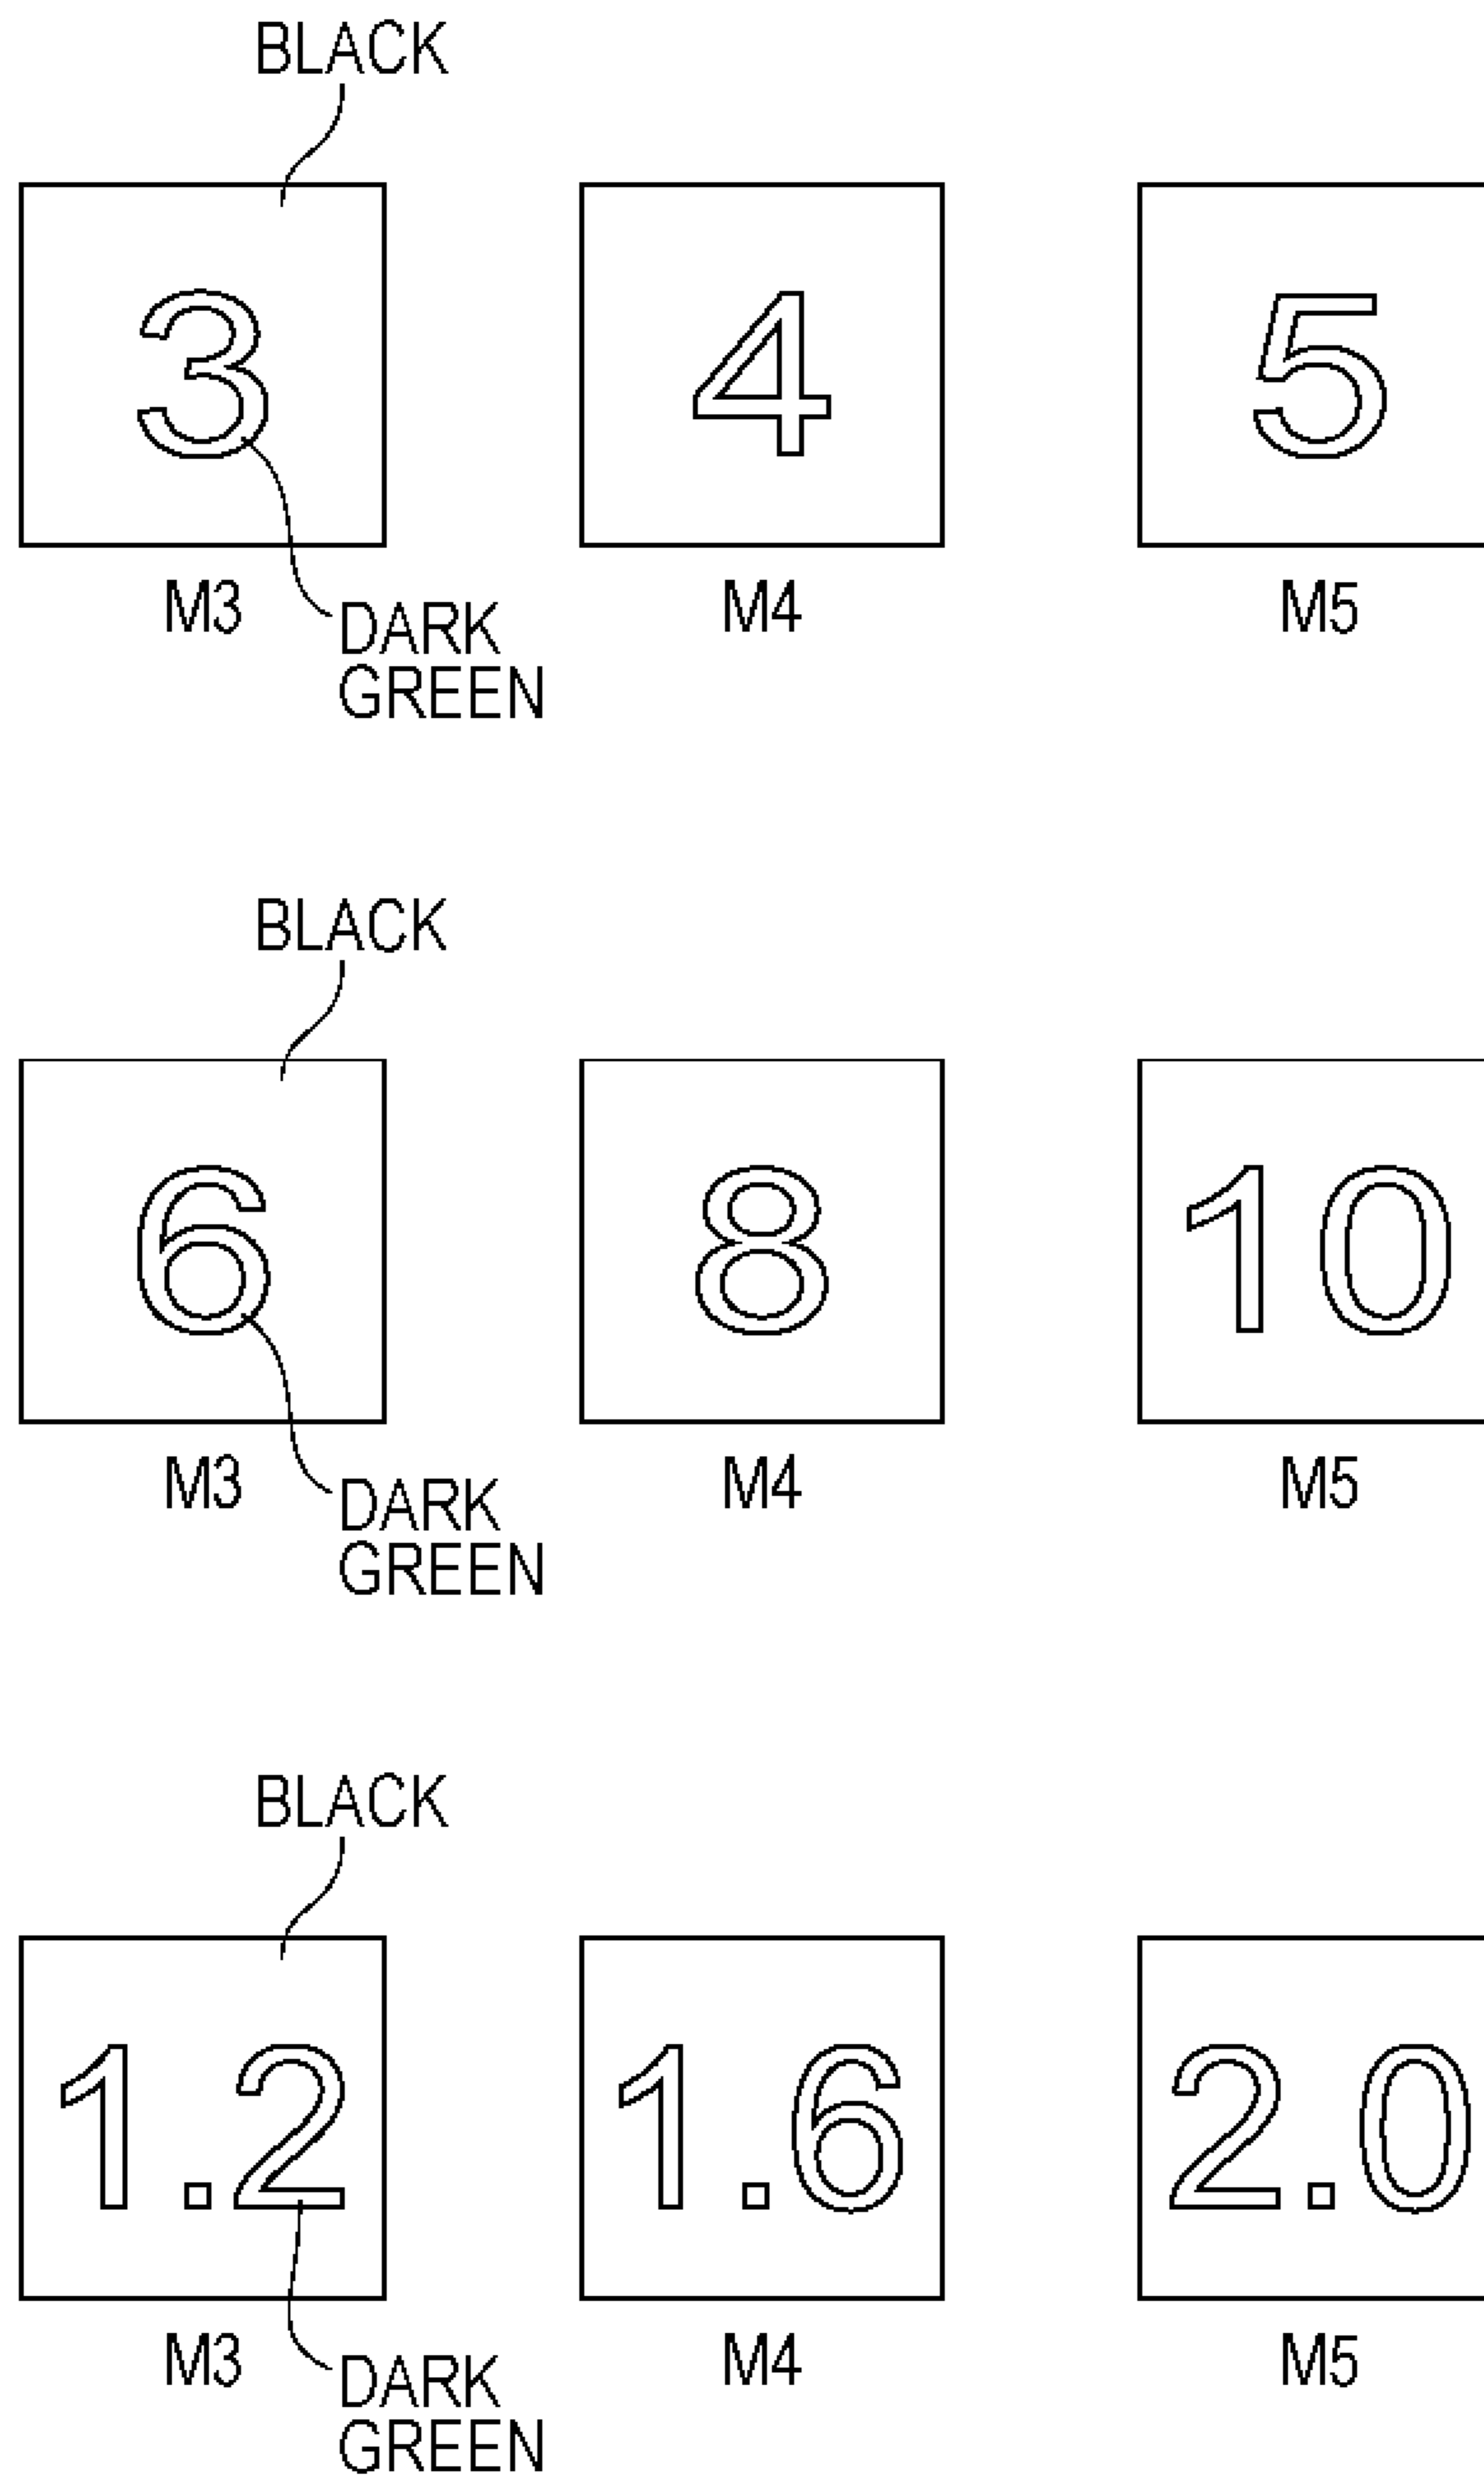 BLACK
3 4 5
M3 M4 M5
DARK
GREEN
BLACK
6 8 10
M3 M4 M5
DARK
GREEN
BLACK
1.2 1.6 2.0
M3 M4 M5
DARK
GREEN